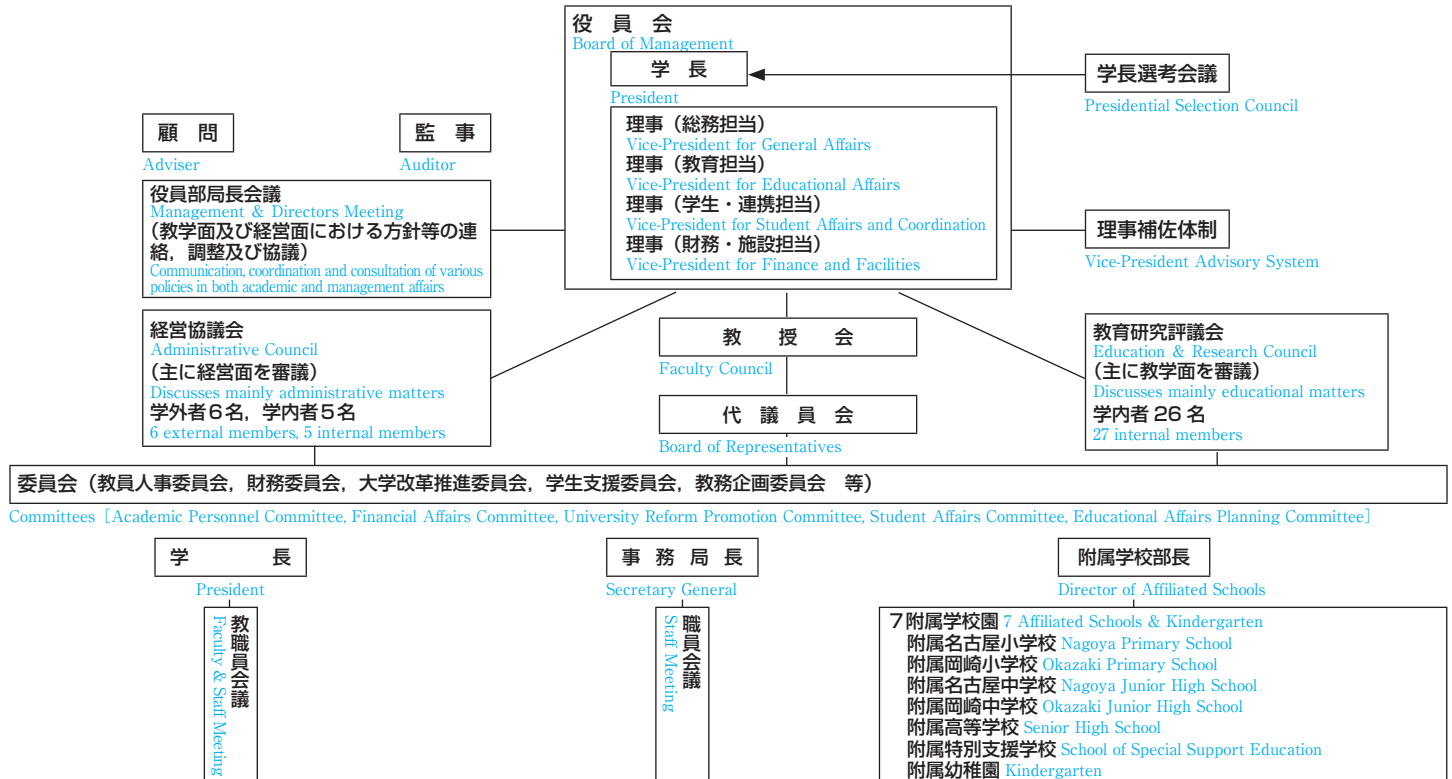 役 員 会
Board of Management
学 長
President
理事（総務担当）
Vice-President for General Affairs
理事（教育担当）
Vice-President for Educational Affairs
理事（学生・連携担当）
Vice-President for Student Affairs and Coordination
理事（財務・施設担当）
Vice-President for Finance and Facilities
学長選考会議
Presidential Selection Council
顧 問
Adviser
監 事
Auditor
役員部局長会議
Management & Directors Meeting
（教学面及び経営面における方針等の連
絡，調整及び協議）
Communication, coordination and consultation of various
policies in both academic and management affairs
理事補佐体制
Vice-President Advisory System
経営協議会
Administrative Council
（主に経営面を審議）
Discusses mainly administrative matters
学外者６名，学内者５名
6 external members, 5 internal members
教 授 会
Faculty Council
代 議 員 会
Board of Representatives
教育研究評議会
Education & Research Council
（主に教学面を審議）
Discusses mainly educational matters
学内者 26 名
27 internal members
委員会（教員人事委員会，財務委員会，大学改革推進委員会，学生支援委員会，教務企画委員会 等）
Committees［Academic Personnel Committee, Financial Affairs Committee, University Reform Promotion Committee, Student Affairs Committee, Educational Affairs Planning Committee］
学 長
President
教職員会議
Faculty & Staff Meeting
事 務 局 長
Secretary General
職員会議
Staff Meeting
附属学校部長
Director of Affiliated Schools
７附属学校園 7 Affiliated Schools & Kindergarten
附属名古屋小学校 Nagoya Primary School
附属岡崎小学校 Okazaki Primary School
附属名古屋中学校 Nagoya Junior High School
附属岡崎中学校 Okazaki Junior High School
附属高等学校 Senior High School
附属特別支援学校 School of Special Support Education
附属幼稚園 Kindergarten